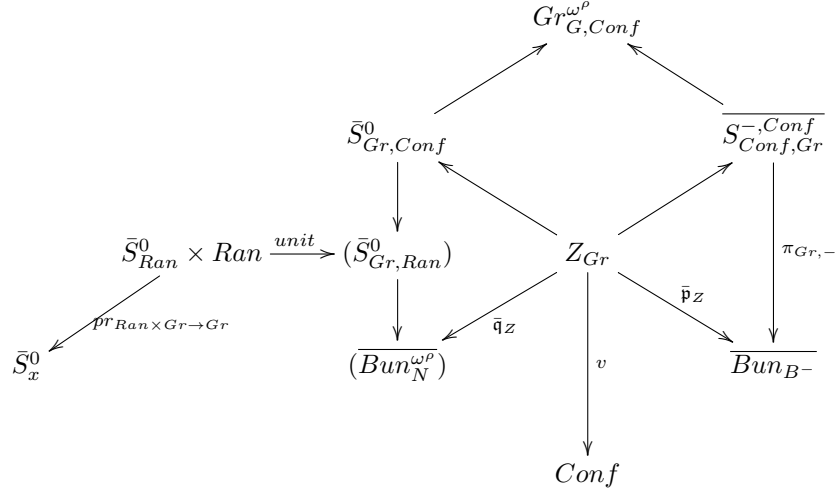 $Gr^{\omega^\rho}_{G,Conf}$
$\bar{S}^0_{Gr,Conf}$ $\overline{S^{-,Conf}_{Conf,Gr}}$
$\bar{S}^0_{Ran} \times Ran$ $unit$ $(\bar{S}^0_{Gr,Ran})$ $Z_{Gr}$ $\pi_{Gr,-}$
$pr_{Ran \times Gr \to Gr}$ $\bar{\mathfrak{q}}_Z$ $\bar{\mathfrak{p}}_Z$
$\bar{S}^0_x$ $(\overline{Bun^{\omega^\rho}_N})$ $v$ $\overline{Bun_{B^-}}$
$Conf$